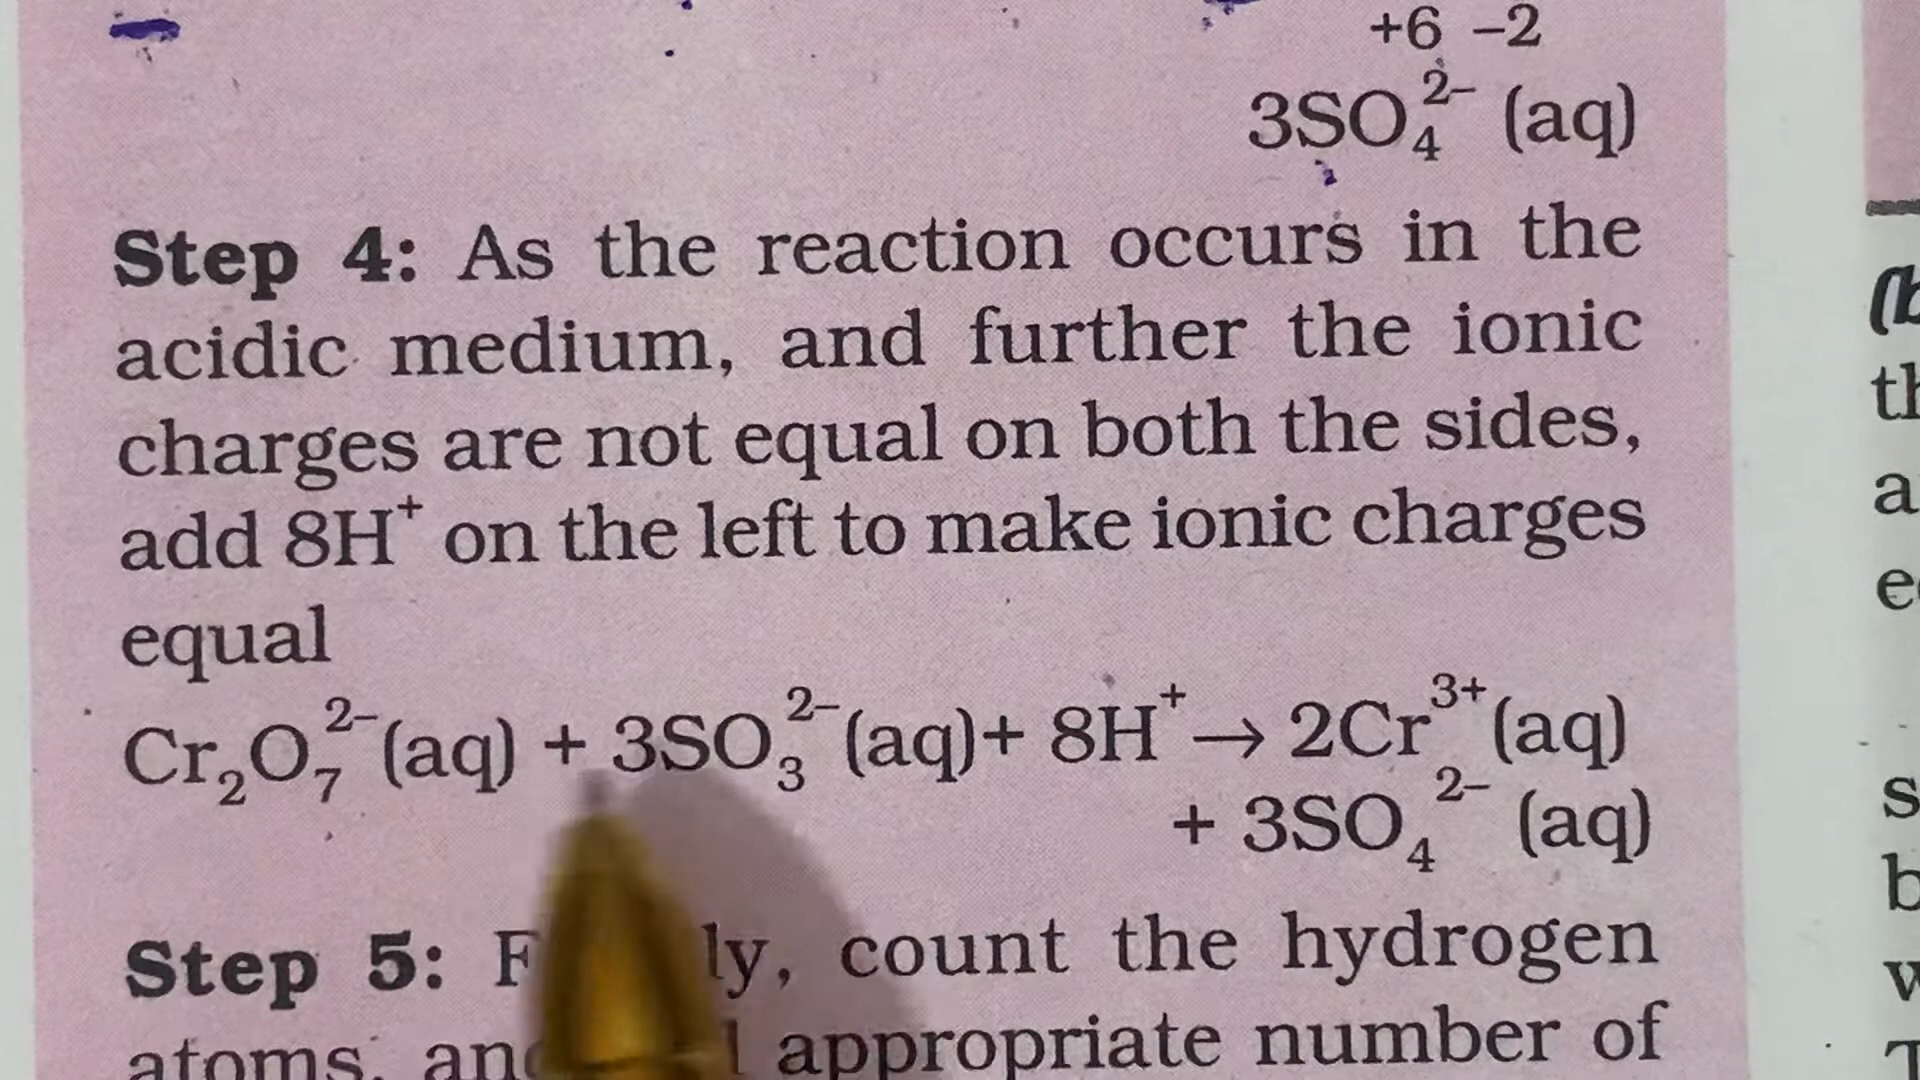 +6 –2
3SO₄²⁻ (aq)
Step 4: As the reaction occurs in the
acidic medium, and further the ionic
charges are not equal on both the sides,
add 8H⁺ on the left to make ionic charges
equal
Cr₂O₇²⁻(aq) + 3SO₃²⁻(aq)+ 8H⁺→ 2Cr³⁺(aq)
+ 3SO₄²⁻ (aq)
Step 5: count the hydrogen
atoms, appropriate number of